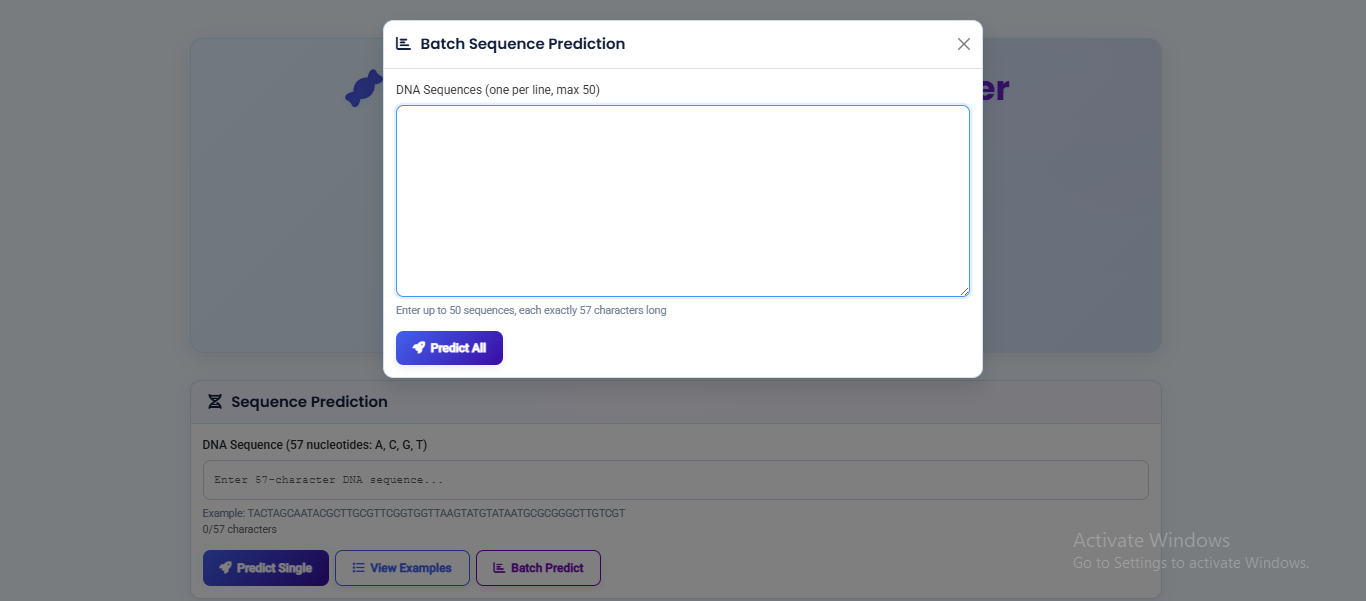 Batch Sequence Prediction
DNA Sequences (one per line, max 50)
Enter up to 50 sequences, each exactly 57 characters long
Predict All
Sequence Prediction
DNA Sequence (57 nucleotides: A, C, G, T)
Enter 57-character DNA sequence...
Example: TACTAGCAATACGCTTGCGTTCGGTGGTTAAGTATGTATAATGCGCGGGCTTGTCGT
0/57 characters
Predict Single
View Examples
Batch Predict
Activate Windows
Go to Settings to activate Windows.